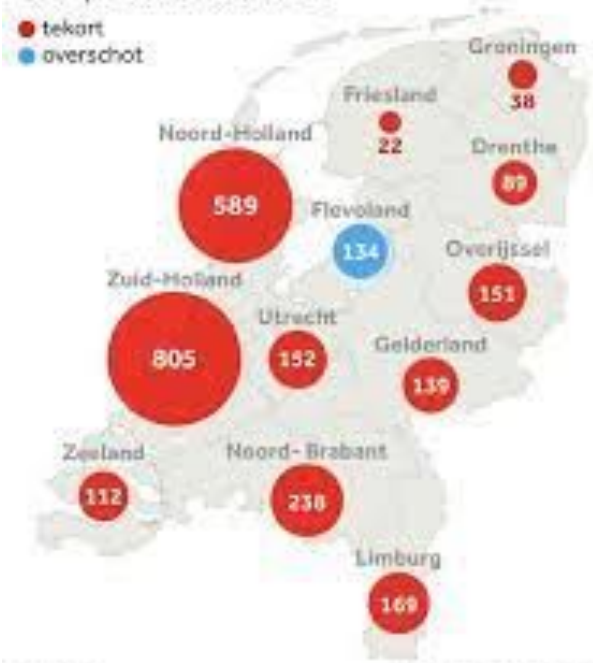 tekort
overschot
Groningen
38
Friesland
22
Noord-Holland
589
Drenthe
89
Flevoland
134
Overijssel
151
Zuid-Holland
805
Utrecht
152
Gelderland
139
Zeeland
112
Noord-Brabant
238
Limburg
169